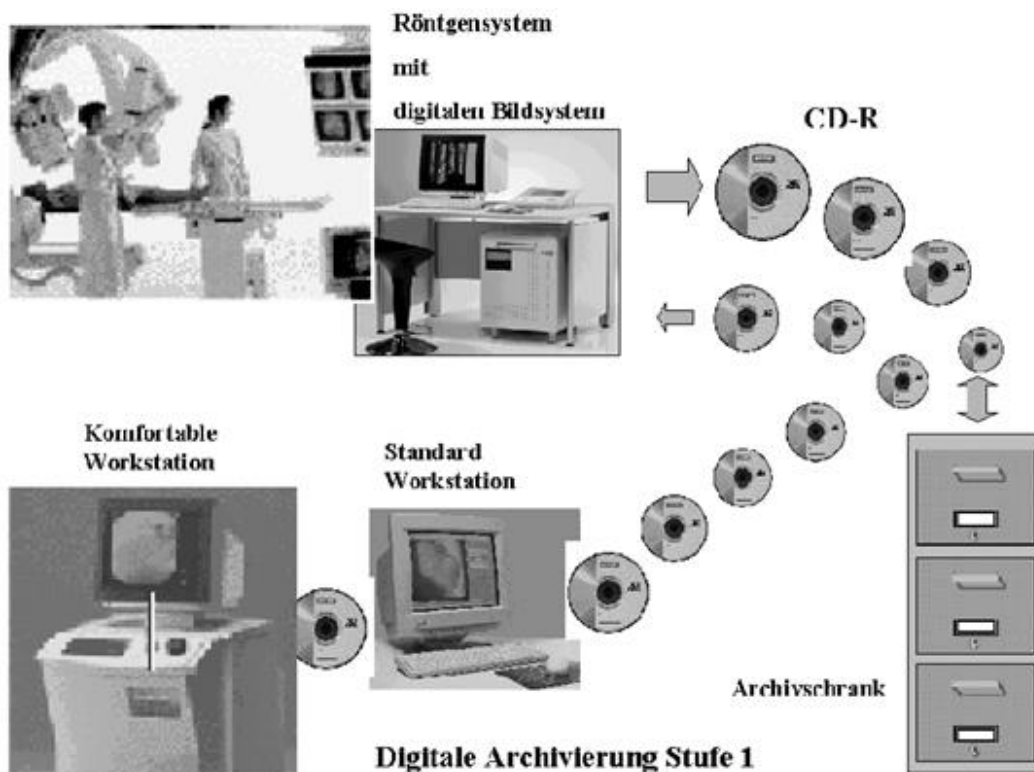 Röntgensystem
mit
digitalen Bildsystem
CD-R
Komfortable
Workstation
Standard
Workstation
Archivschrank
Digitale Archivierung Stufe 1